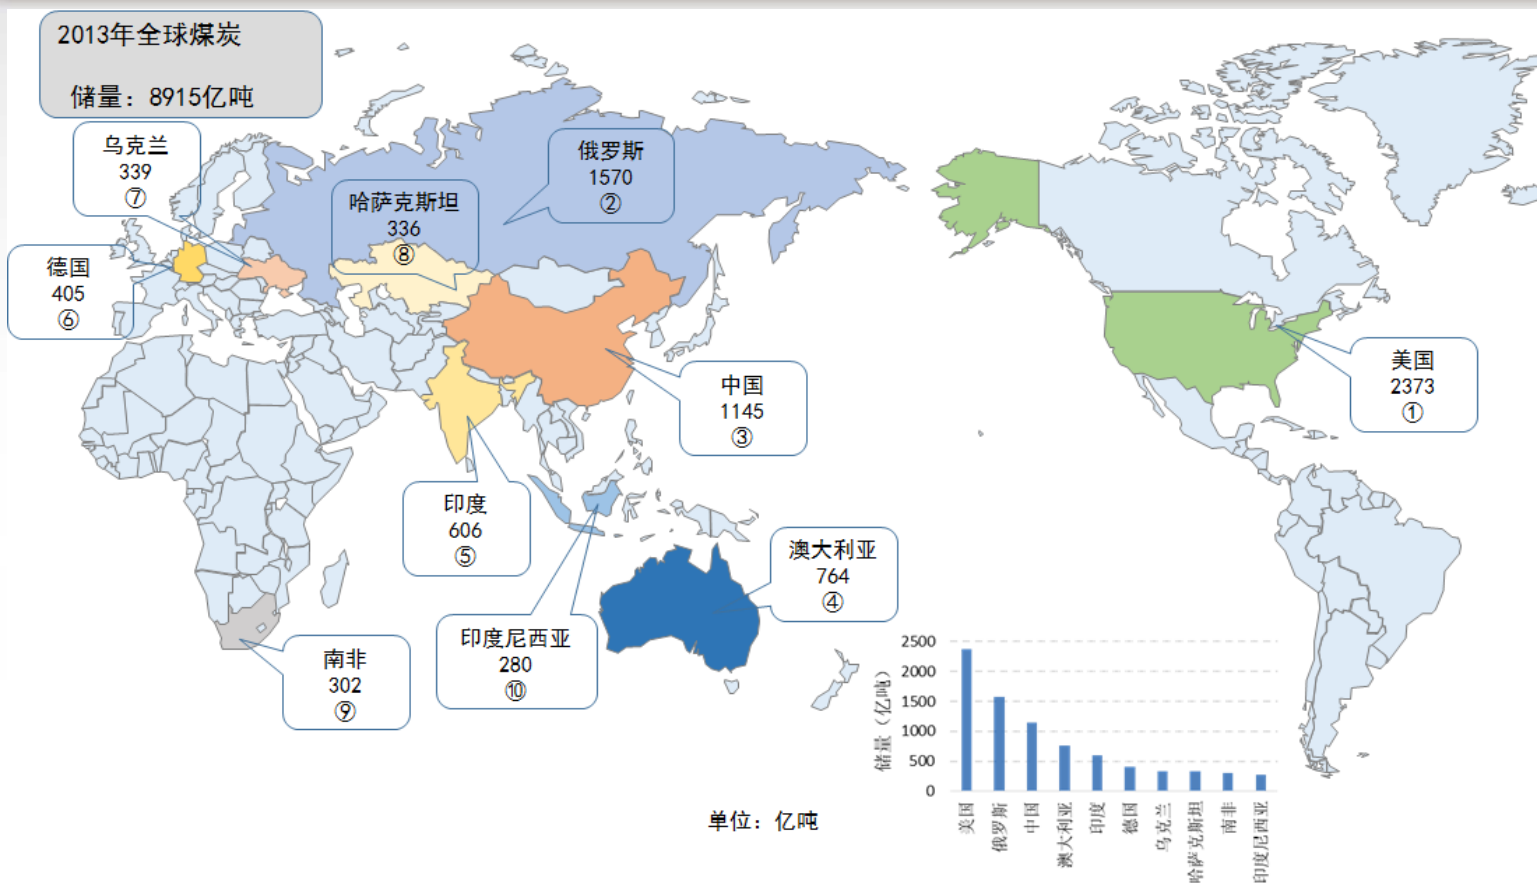 2013年全球煤炭
储量：8915亿吨
乌克兰
339
⑦
俄罗斯
1570
②
哈萨克斯坦
336
⑧
德国
405
⑥
中国
1145
③
美国
2373
①
印度
606
⑤
澳大利亚
764
④
印度尼西亚
280
⑩
南非
302
⑨
单位：亿吨
储量（亿吨）
2500
2000
1500
1000
500
0
美国
俄罗斯
中国
澳大利亚
印度
德国
乌克兰
哈萨克斯坦
南非
印度尼西亚